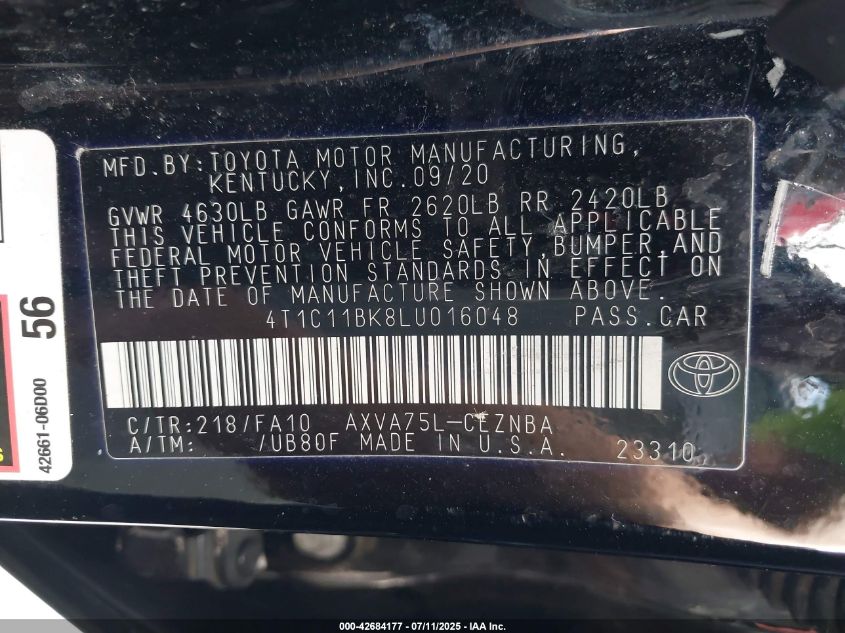 MFD.BY:TOYOTA MOTOR MANUFACTURING,
KENTUCKY,INC.09/20
GVWR 4630LB GAWR FR 2620LB RR 2420LB
THIS VEHICLE CONFORMS TO ALL APPLICABLE
FEDERAL MOTOR VEHICLE SAFETY,BUMPER,AND
THEFT PREVENTION STANDARDS IN EFFECT ON
THE DATE OF MANUFACTURE SHOWN ABOVE.
4T1C11BK8LU016048 PASS.CAR
C/TR:218/FA10 AXVA75L-CEZNBA
A/TM: /UB80F MADE IN U.S.A. 23310
56
42661-06D00
000-42684177 - 07/11/2025 - IAA Inc.